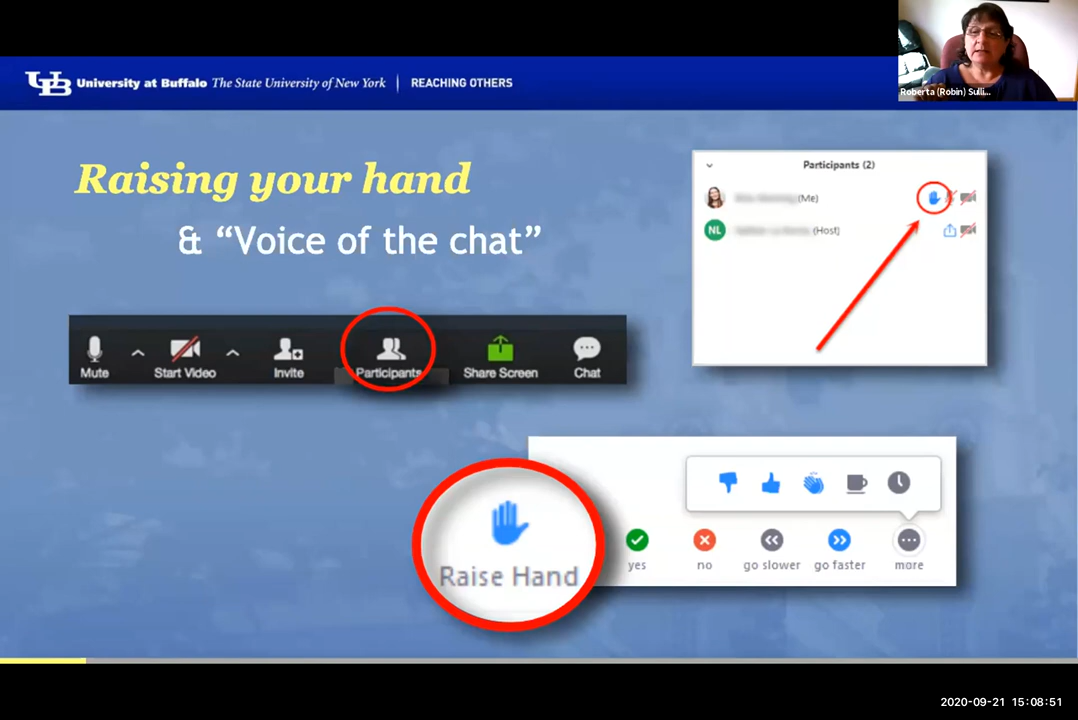 University at Buffalo The State University of New York | REACHING OTHERS
Roberta (Robin) Sulli...
Raising your hand
& “Voice of the chat”
Participants (2)
(Me)
NL (Host)
Mute
Start Video
Invite
Participants
Share Screen
Chat
Raise Hand
yes
no
go slower
go faster
more
2020-09-21 15:08:51